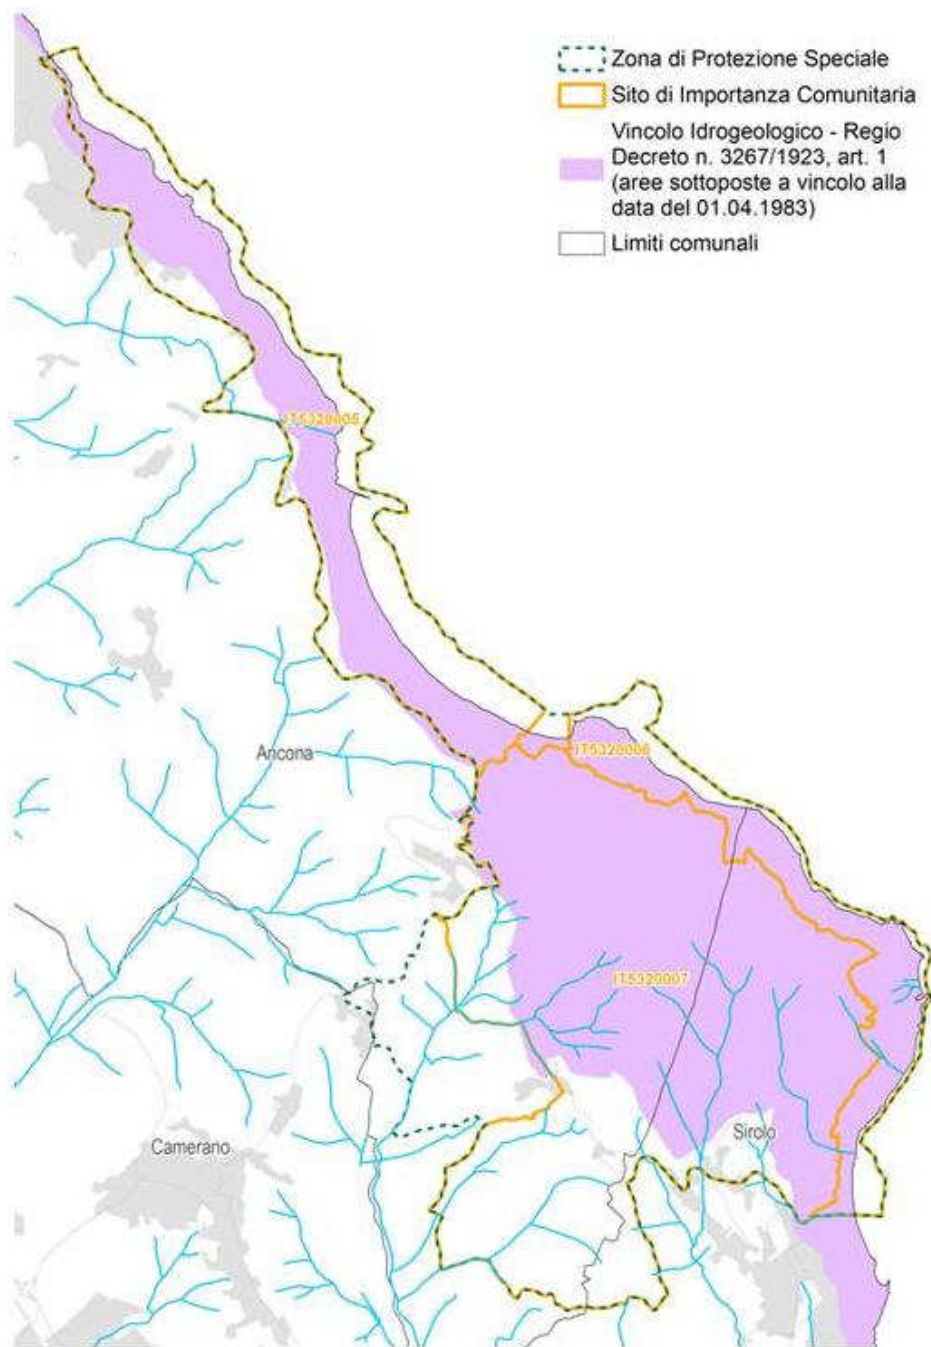 Zona di Protezione Speciale
Sito di Importanza Comunitaria
Vincolo Idrogeologico - Regio
Decreto n. 3267/1923, art. 1
(aree sottoposte a vincolo alla
data del 01.04.1983)
Limiti comunali
IT5320005
Ancona
IT5320006
IT5320007
Camerano
Sirolo